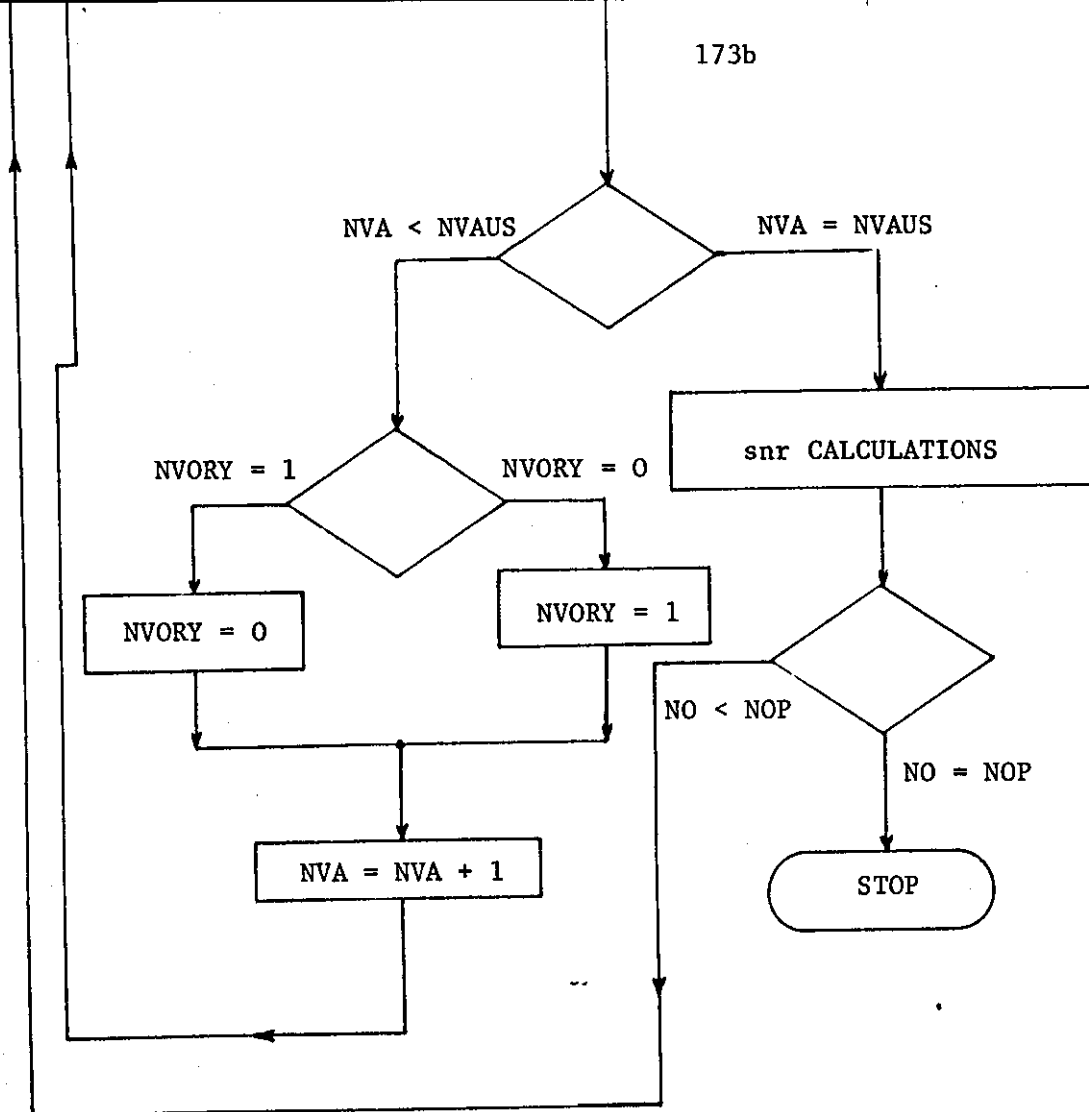 173b
NVA < NVAUS
NVA = NVAUS
snr CALCULATIONS
NVORY = 1
NVORY = 0
NVORY = 0
NVORY = 1
NO < NOP
NO = NOP
NVA = NVA + 1
STOP